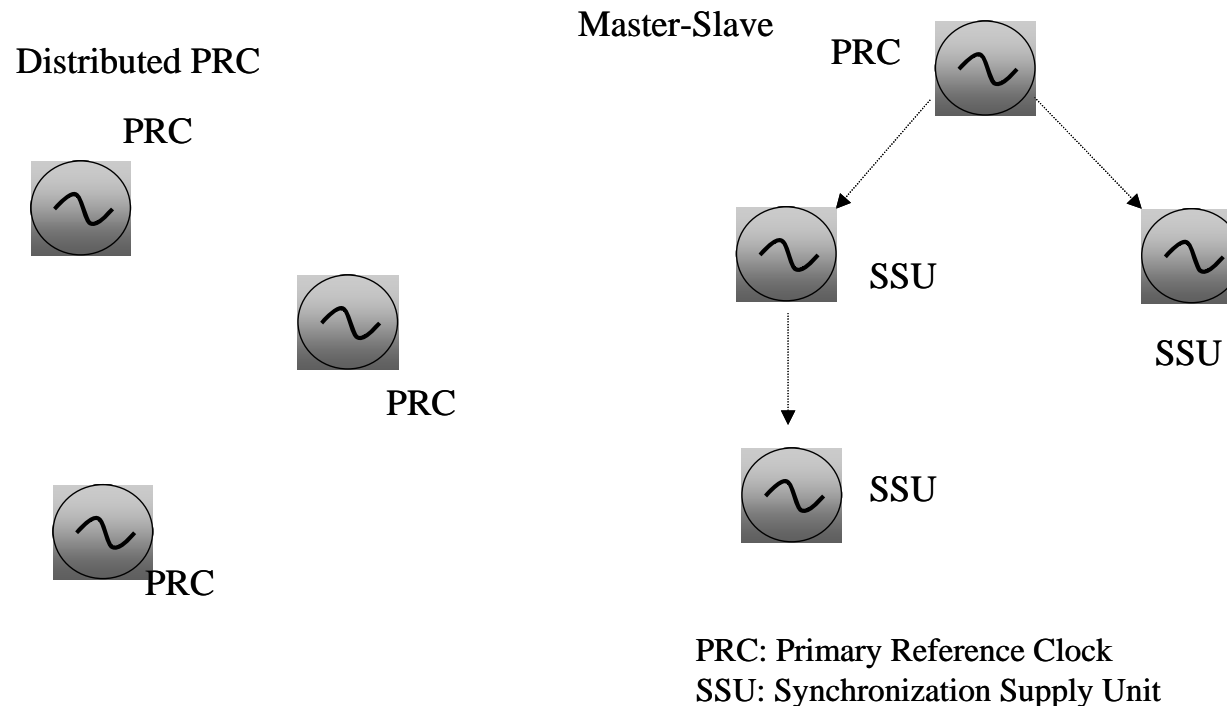 Distributed PRC
PRC
PRC
PRC
Master-Slave
PRC
SSU
SSU
SSU
PRC: Primary Reference Clock
SSU: Synchronization Supply Unit